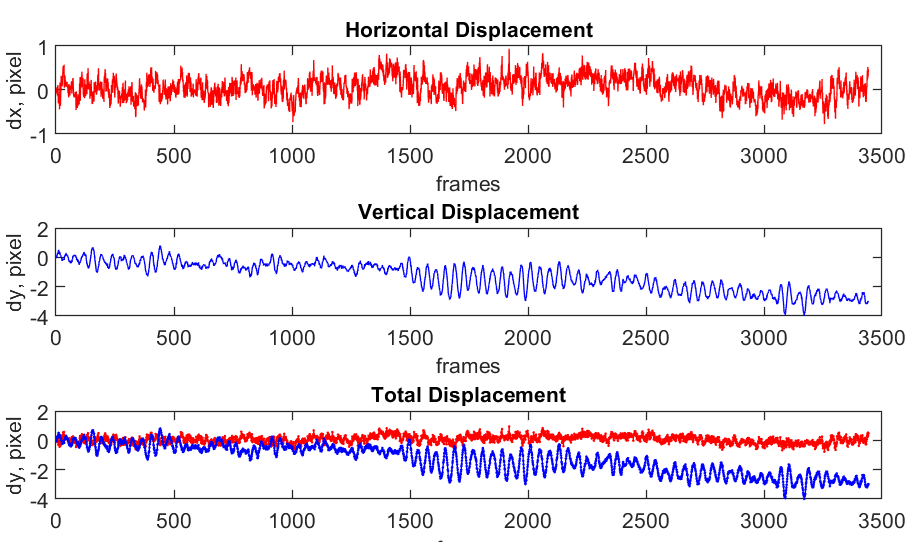 Horizontal Displacement
1
0
-1
dx, pixel
0 500 1000 1500 2000 2500 3000 3500
frames
Vertical Displacement
2
0
-2
-4
dy, pixel
0 500 1000 1500 2000 2500 3000 3500
frames
Total Displacement
2
0
-2
-4
dy, pixel
0 500 1000 1500 2000 2500 3000 3500